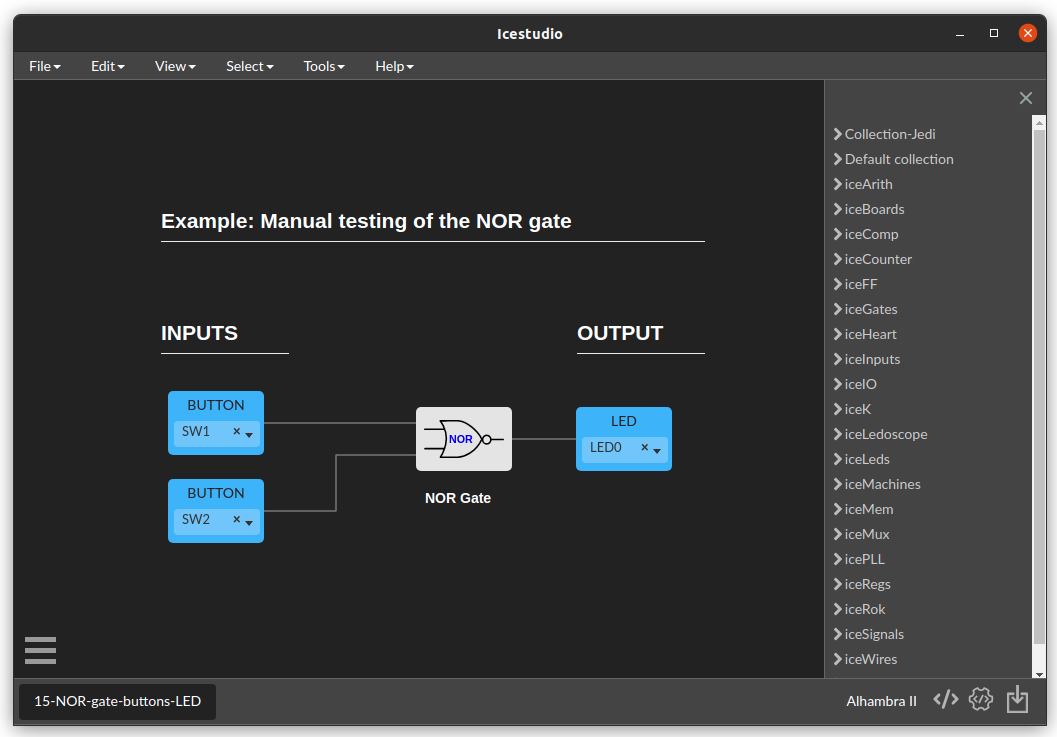 Icestudio
File Edit View Select Tools Help
Example: Manual testing of the NOR gate
INPUTS
OUTPUT
BUTTON
SW1
BUTTON
SW2
NOR
NOR Gate
LED
LED0
Collection-Jedi
Default collection
iceArith
iceBoards
iceComp
iceCounter
iceFF
iceGates
iceHeart
iceInputs
iceIO
iceK
iceLedoscope
iceLeds
iceMachines
iceMem
iceMux
icePLL
iceRegs
iceRok
iceSignals
iceWires
15-NOR-gate-buttons-LED
Alhambra II